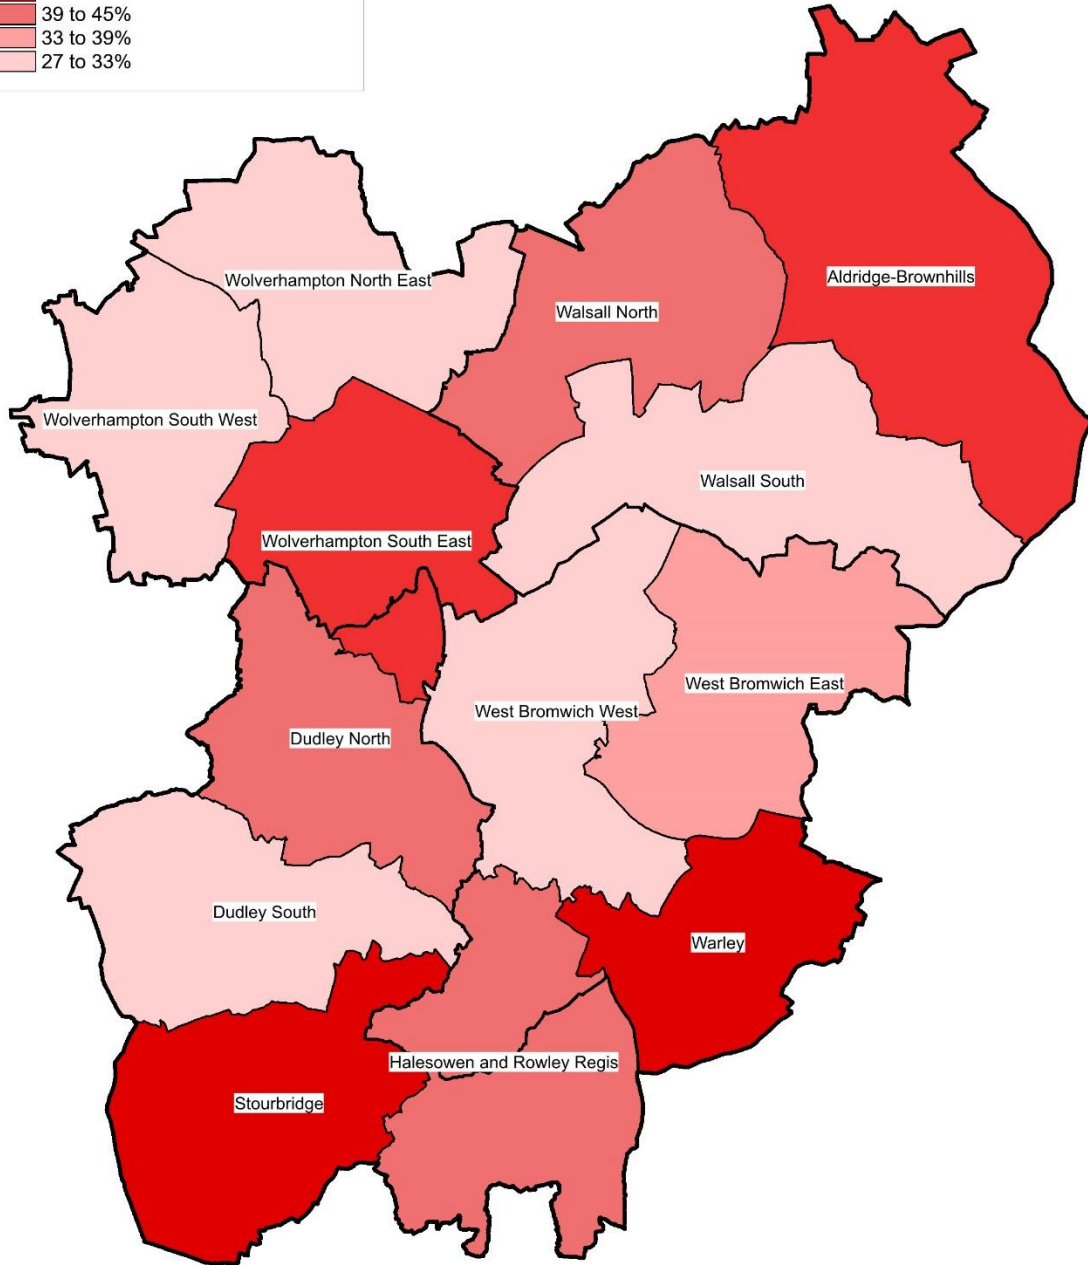 39 to 45%
33 to 39%
27 to 33%
Aldridge-Brownhills
Wolverhampton North East
Walsall North
Wolverhampton South West
Walsall South
Wolverhampton South East
West Bromwich East
West Bromwich West
Dudley North
Dudley South
Warley
Halesowen and Rowley Regis
Stourbridge